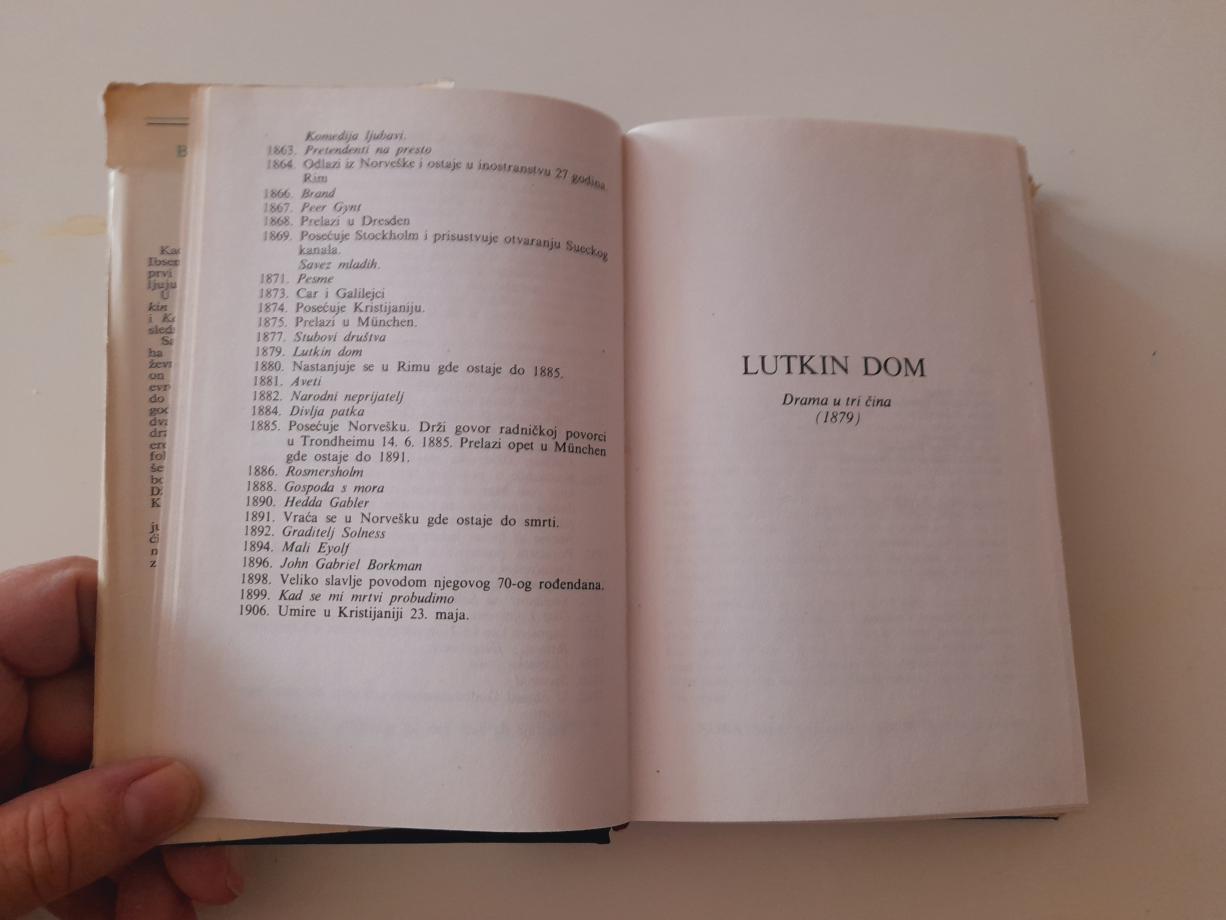 Komedija ljubavi.
1863. Pretendenti na presto
1864. Odlazi iz Norveške i ostaje u inostranstvu 27 godina.
Rim
1866. Brand
1867. Peer Gynt
1868. Prelazi u Dresden
1869. Posećuje Stockholm i prisustvuje otvaranju Sueckog
kanala.
Savez mladih.
1871. Pesme
1873. Car i Galilejci
1874. Posećuje Kristijaniju.
1875. Prelazi u München.
1877. Stubovi društva
1879. Lutkin dom
1880. Nastanjuje se u Rimu gde ostaje do 1885.
1881. Aveti
1882. Narodni neprijatelj
1884. Divlja patka
1885. Posećuje Norvešku. Drži govor radničkoj povorci
u Trondheimu 14. 6. 1885. Prelazi opet u München
gde ostaje do 1891.
1886. Rosmersholm
1888. Gospođa s mora
1890. Hedda Gabler
1891. Vraća se u Norvešku gde ostaje do smrti.
1892. Graditelj Solness
1894. Mali Eyolf
1896. John Gabriel Borkman
1898. Veliko slavlje povodom njegovog 70-og rođendana.
1899. Kad se mi mrtvi probudimo
1906. Umire u Kristijaniji 23. maja.
LUTKIN DOM
Drama u tri čina
(1879)